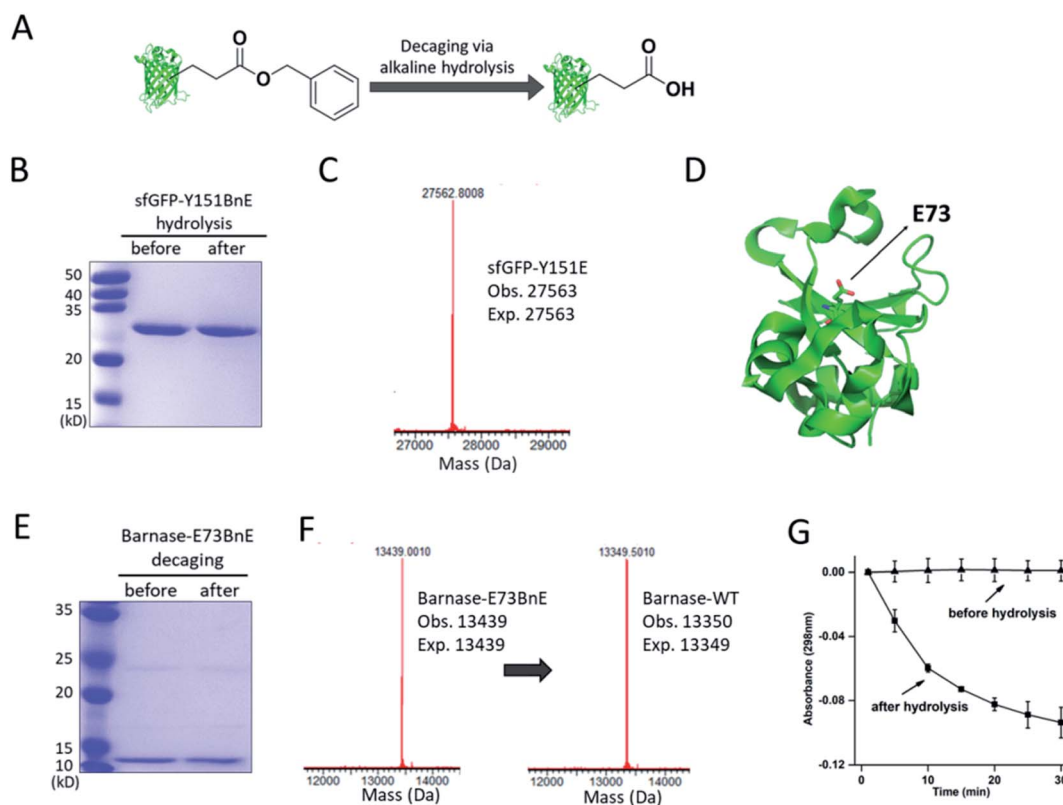 A
O
O
Decaging via
alkaline hydrolysis
O
OH
B
sfGFP-Y151BnE
hydrolysis
before after
50
40
35
20
15
(kD)
C
27562.8008
sfGFP-Y151E
Obs. 27563
Exp. 27563
27000 28000 29000
Mass (Da)
D
E73
E
Barnase-E73BnE
decaging
before after
35
25
20
15
10
(kD)
F
13439.0010
Barnase-E73BnE
Obs. 13439
Exp. 13439
12000 13000 14000
Mass (Da)
13349.5010
Barnase-WT
Obs. 13350
Exp. 13349
12000 13000 14000
Mass (Da)
G
Absorbance (298nm)
0.00
-0.04
-0.08
-0.12
before hydrolysis
after hydrolysis
0 10 20 30
Time (min)